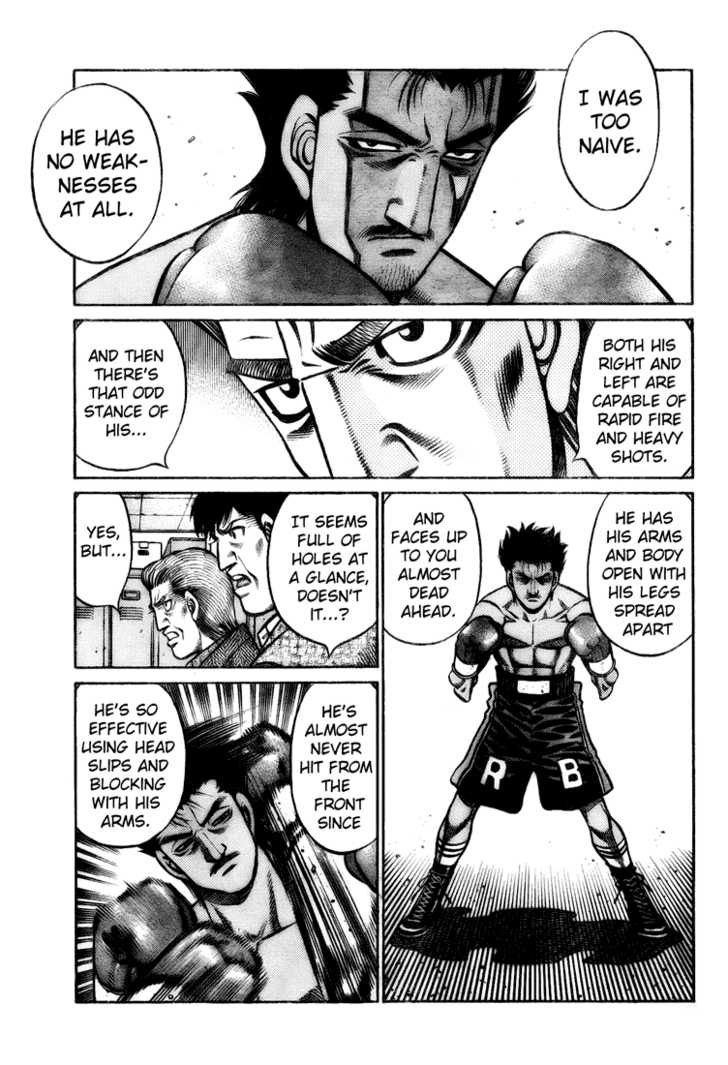 I WAS
TOO
NAIVE.
HE HAS
NO WEAK-
NESSES
AT ALL.
BOTH HIS
RIGHT AND
LEFT ARE
CAPABLE OF
RAPID FIRE
AND HEAVY
SHOTS.
AND THEN
THERE'S
THAT ODD
STANCE OF
HIS...
HE HAS
HIS ARMS
AND BODY
OPEN WITH
HIS LEGS
SPREAD
APART
AND
FACES UP
TO YOU
ALMOST
DEAD
AHEAD.
R B
IT SEEMS
FULL OF
HOLES AT
A GLANCE,
DOESN'T
IT...?
YES,
BUT...
HE'S
ALMOST
NEVER
HIT FROM
THE
FRONT
SINCE
HE'S SO
EFFECTIVE
USING HEAD
SLIPS AND
BLOCKING
WITH HIS
ARMS.